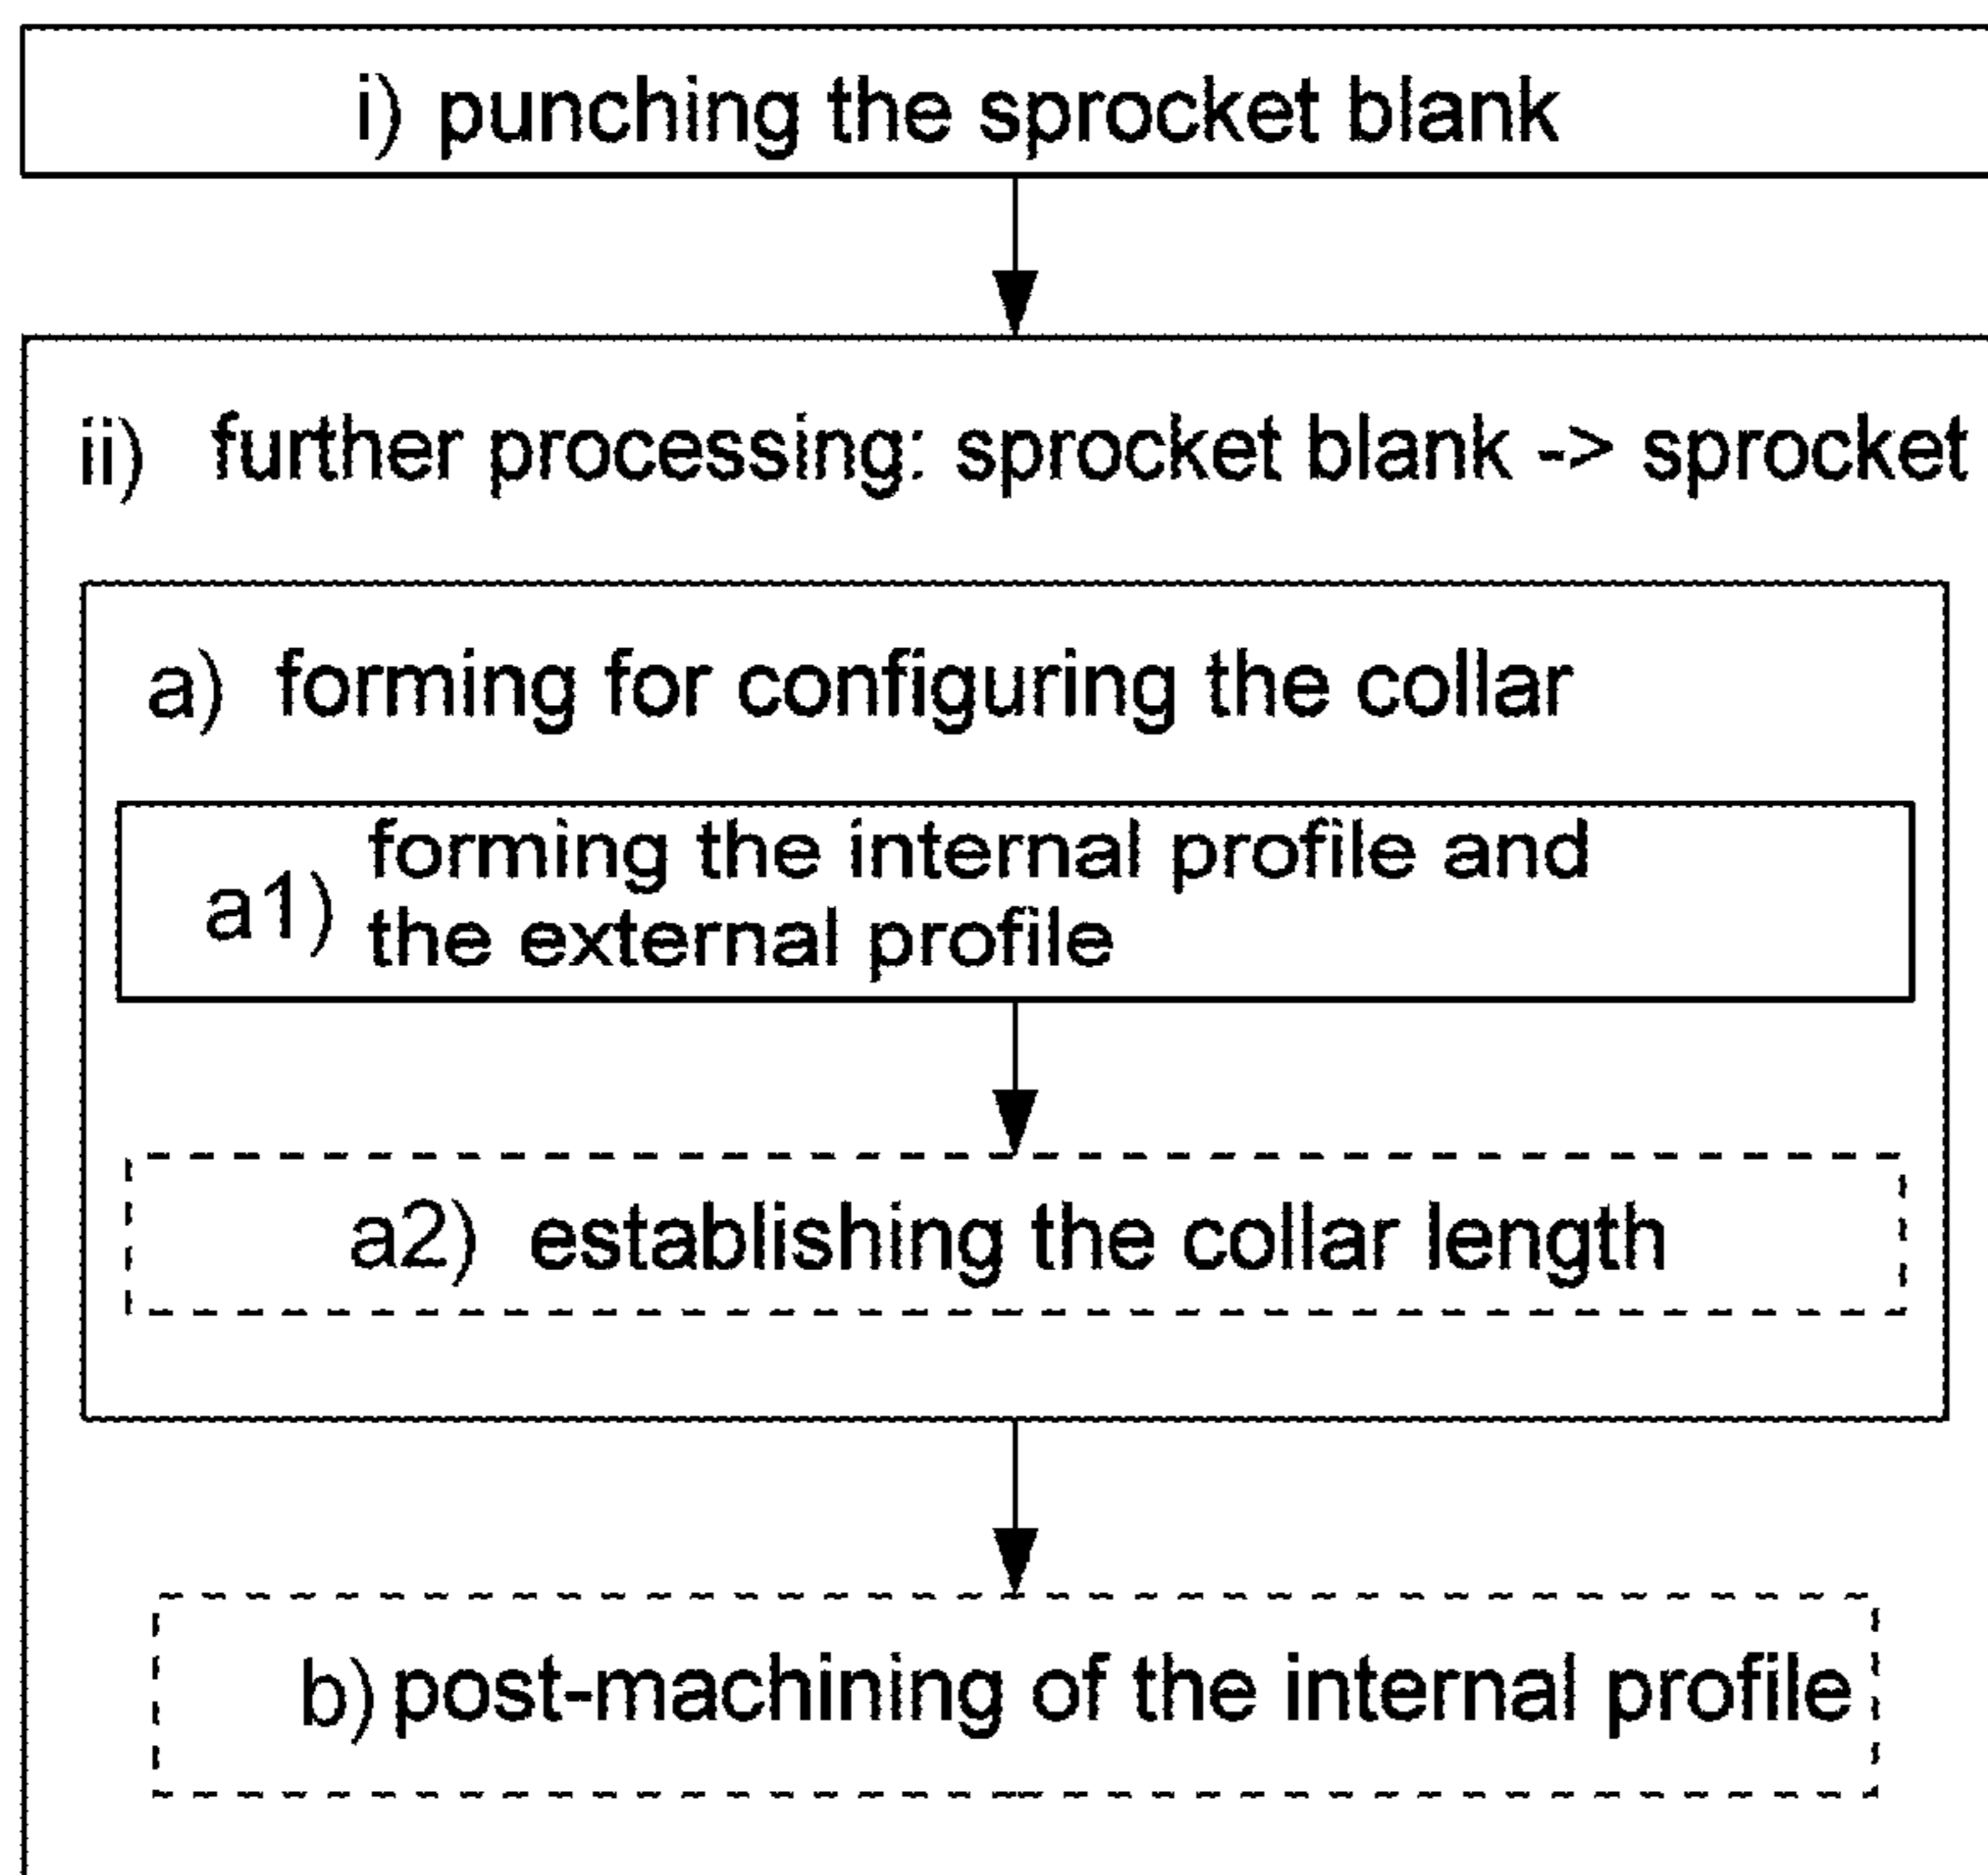 i) punching the sprocket blank
ii) further processing: sprocket blank -> sprocket
a) forming for configuring the collar
a1) forming the internal profile and
the external profile
a2) establishing the collar length
b) post-machining of the internal profile